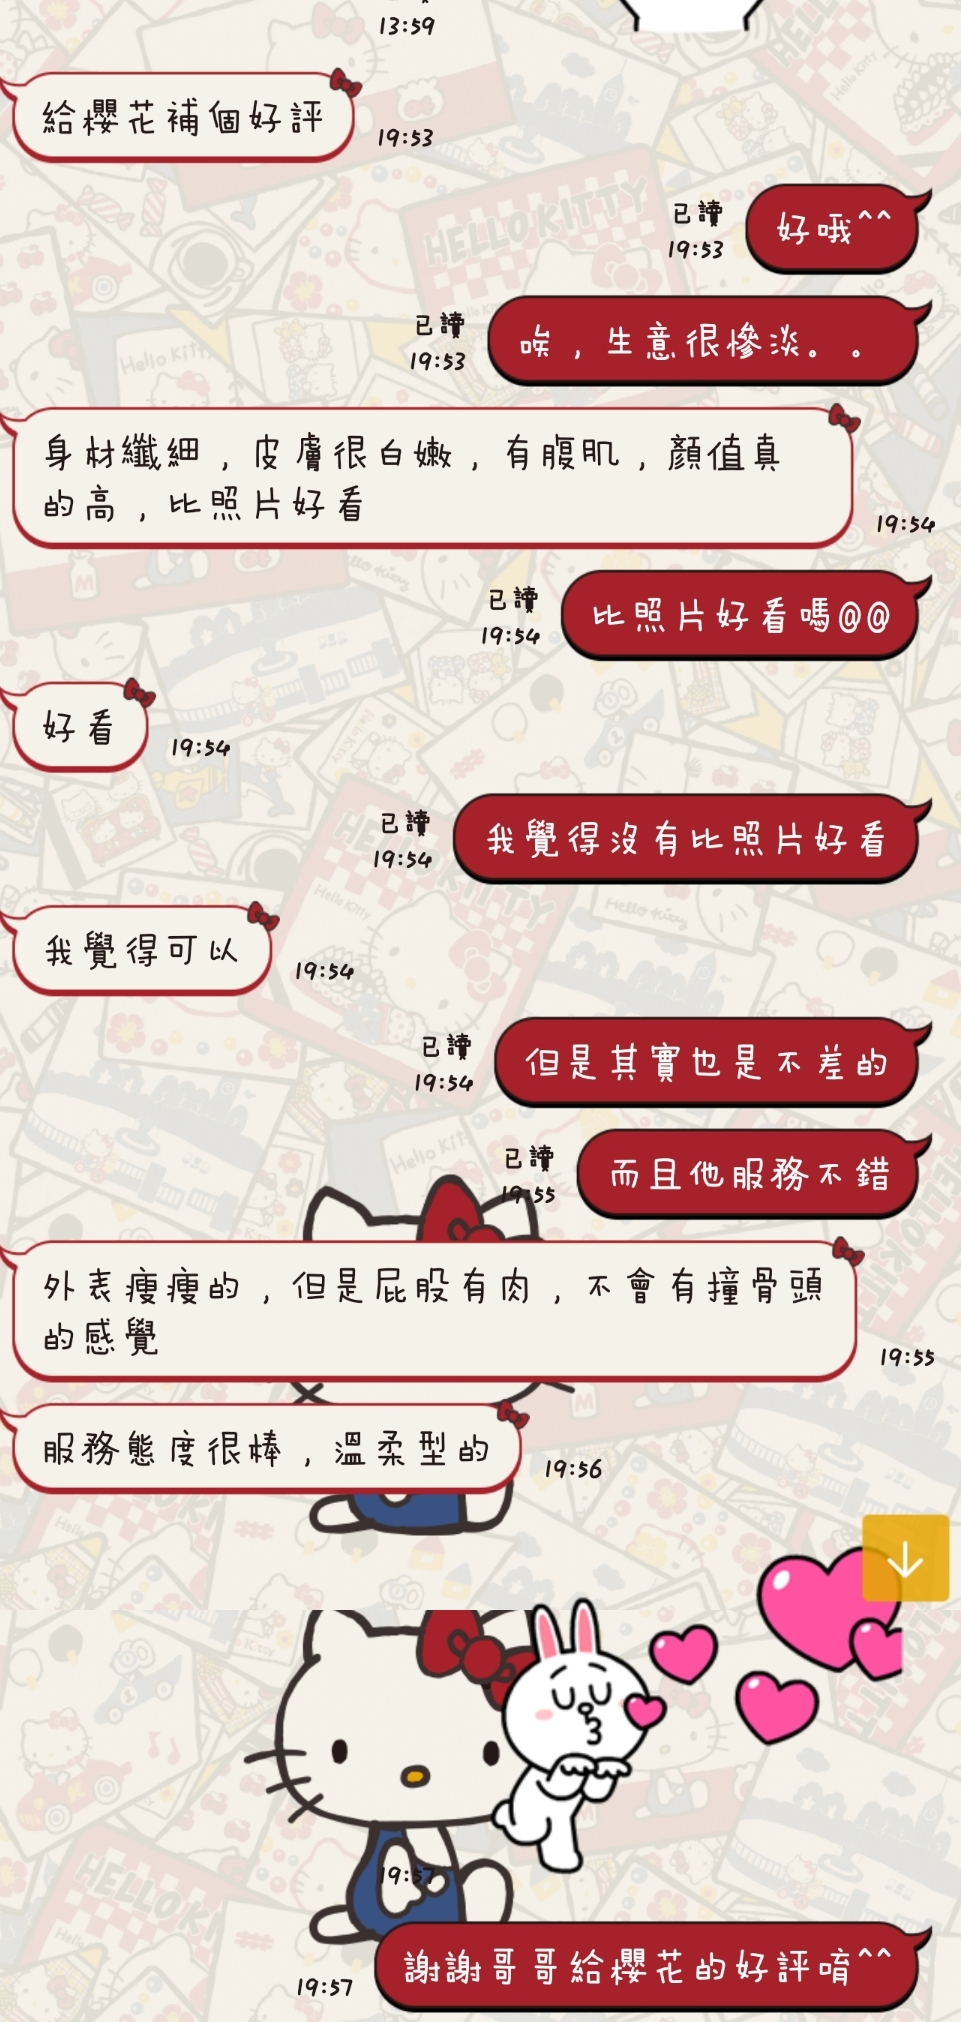 13:59
給櫻花補個好評
19:53
已讀
19:53
好哦^^
已讀
19:53
唉，生意很慘淡。。
身材纖細，皮膚很白嫩，有腹肌，顏值真
的高，比照片好看
19:54
已讀
19:54
比照片好看嗎@@
好看
19:54
已讀
19:54
我覺得沒有比照片好看
我覺得可以
19:54
已讀
19:54
但是其實也是不差的
已讀
19:55
而且他服務不錯
外表瘦瘦的，但是屁股有肉，不會有撞骨頭
的感覺
19:55
服務態度很棒，溫柔型的
19:56
19:57
19:57
謝謝哥哥給櫻花的好評唷^^
HELLO KITTY
Hello Kitty